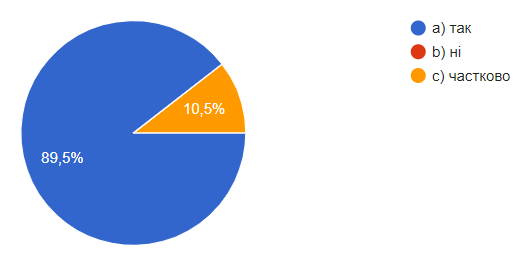 a) так
b) ні
c) частково
10,5%
89,5%